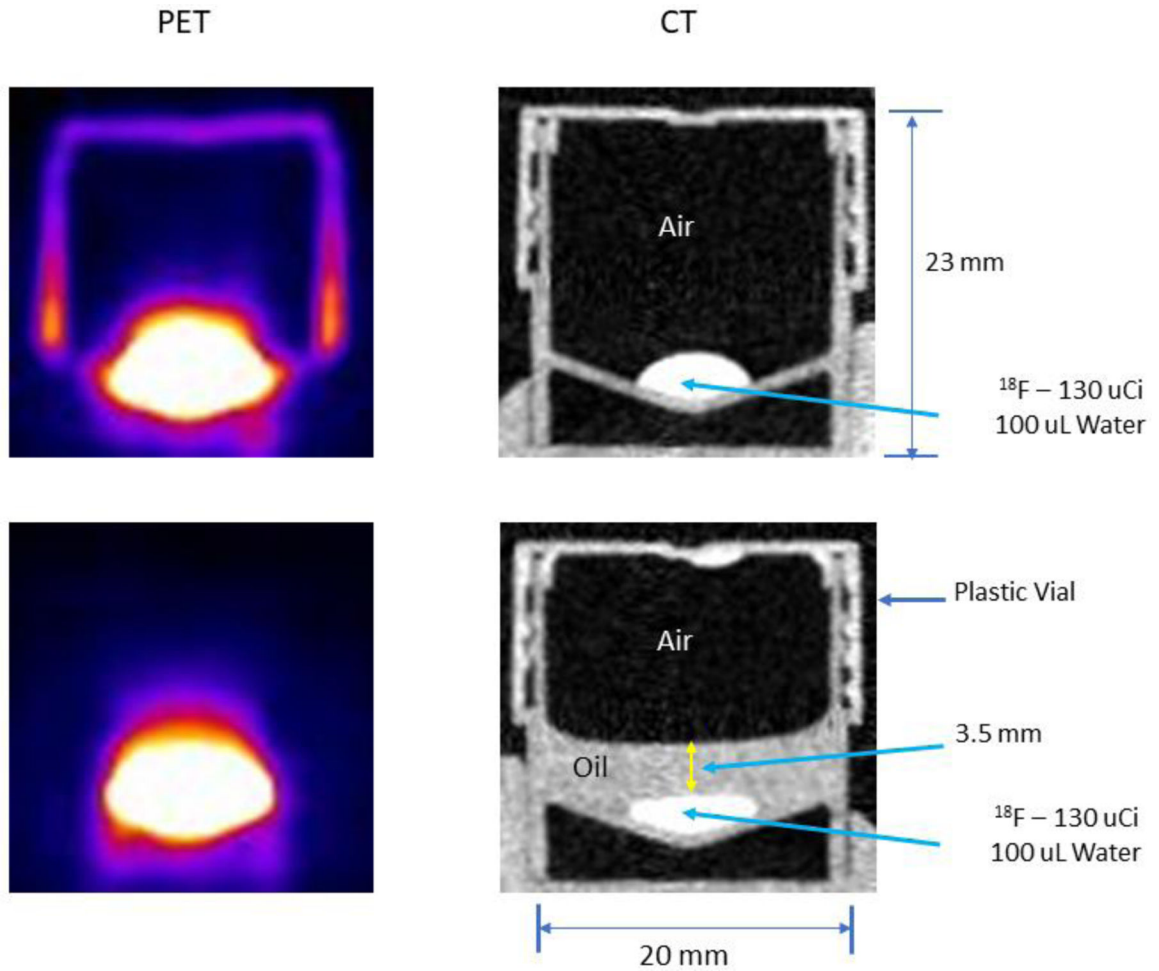 PET
CT
Air
23 mm
¹⁸F – 130 uCi
100 uL Water
Plastic Vial
Air
3.5 mm
Oil
¹⁸F – 130 uCi
100 uL Water
20 mm